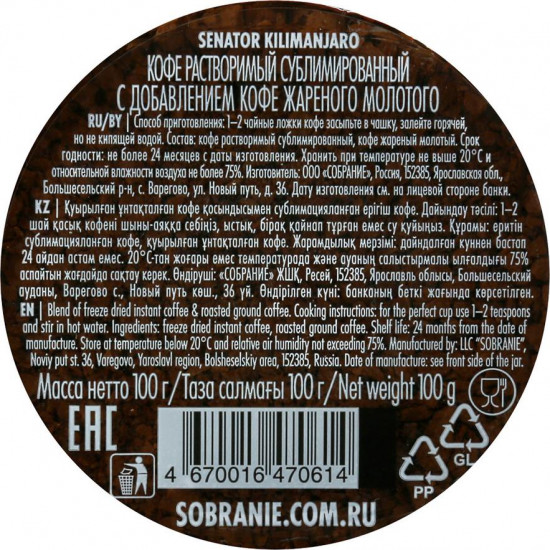 SENATOR KILIMANJARO
КОФЕ РАСТВОРИМЫЙ СУБЛИМИРОВАННЫЙ
С ДОБАВЛЕНИЕМ КОФЕ ЖАРЕНОГО МОЛОТОГО
RU/BY Способ приготовления: 1–2 чайные ложки кофе засыпьте в чашку, залейте горячей,
но не кипящей водой. Состав: кофе растворимый сублимированный, кофе жареный молотый. Срок
годности: не более 24 месяцев с даты изготовления. Хранить при температуре не выше 20°С и
относительной влажности воздуха не более 75%. Изготовитель: ООО «СОБРАНИЕ», Россия, 152385, Ярославская обл.,
Большесельский р-н, с. Варегово, ул. Новый путь, д. 36. Дату изготовления см. на лицевой стороне банки.
KZ Қуырылған ұнтақталған кофе қосындысымен сублимацияланған ерігіш кофе. Дайындау тәсілі: 1–2
шай қасық кофені шыны-аяққа себіңіз, ыстық, бірақ қайнап тұрған емес су құйыңыз. Құрамы: еритін
сублимацияланған кофе, қуырылған ұнтақталған кофе. Жарамдылық мерзімі: дайындалған күннен бастап
24 айдан астам емес. 20°С-тан жоғары емес температурада және ауаның салыстырмалы ылғалдығы 75%
аспайтын жағдайда сақтау керек. Өндіруші: «СОБРАНИЕ» ЖШҚ, Ресей, 152385, Ярославль облысы, Большесельский
ауданы, Варегово с., Новый путь көш., 36 үй. Өндірілген күні: банканың беткі жағында көрсетілген.
EN Blend of freeze dried instant coffee & roasted ground coffee. Cooking instructions: for the perfect cup use 1–2 teaspoons
and stir in hot water. Ingredients: freeze dried instant coffee, roasted ground coffee. Shelf life: 24 months from the date of
manufacture. Store at temperature below 20°C and relative air humidity not exceeding 75%. Manufactured by: LLC “SOBRANIE”,
Noviy put st. 36, Varegovo, Yaroslavl region, Bolsheselskiy area, 152385, Russia. Date of manufacture: see front side of the jar.
Масса нетто 100 г/Таза салмағы 100 г/Net weight 100 g
EAC
4 670016 470614
PP
GL
SOBRANIE.COM.RU